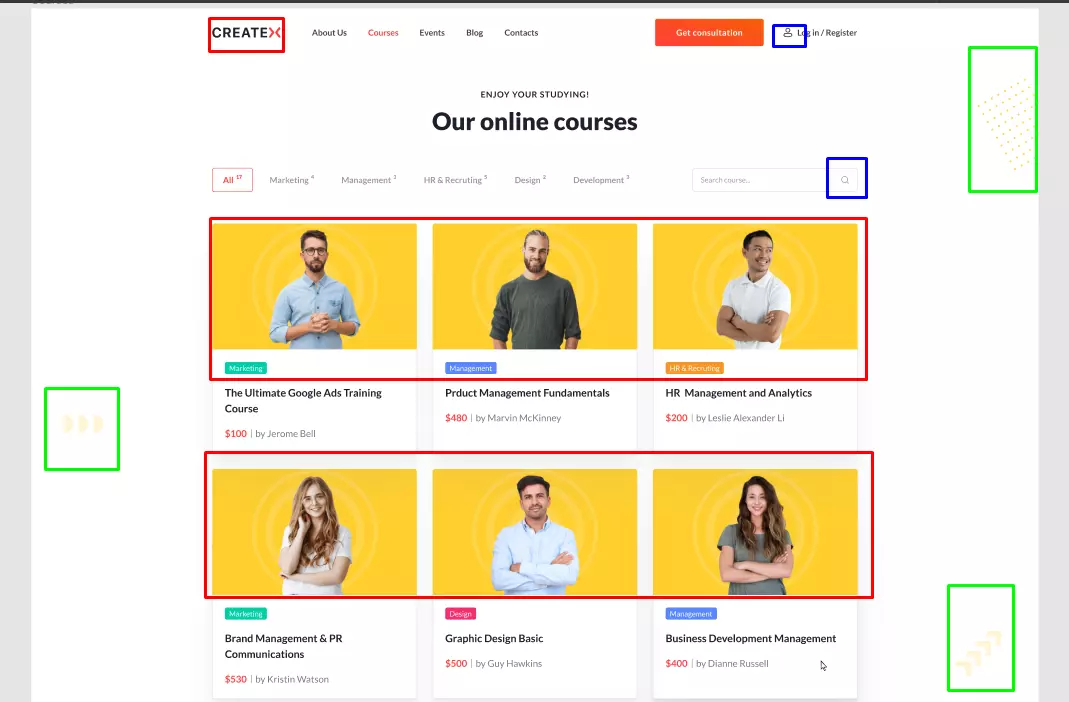 CREATEX
About Us
Courses
Events
Blog
Contacts
Get consultation
Log in / Register
ENJOY YOUR STUDYING!
Our online courses
All 17
Marketing 4
Management
HR & Recruting 5
Design 2
Development 3
Search course...
Marketing
Management
HR & Recruting
The Ultimate Google Ads Training
Course
$100 | by Jerome Bell
Prduct Management Fundamentals
$480 | by Marvin McKinney
HR Management and Analytics
$200 | by Leslie Alexander Li
Marketing
Design
Management
Brand Management & PR
Communications
$530 | by Kristin Watson
Graphic Design Basic
$500 | by Guy Hawkins
Business Development Management
$400 | by Dianne Russell